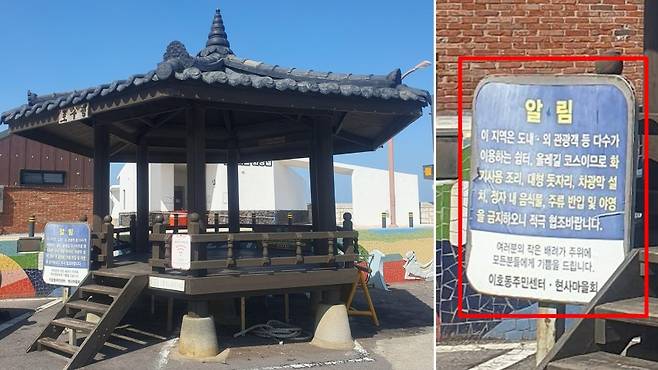 알 림
이 지역은 도내·외 관광객 등 다수가
이용하는 쉼터, 올레길 코스이므로 화
기사용 조리, 대형 돗자리, 차광막 설
치, 정자 내 음식물, 주류 반입 및 야영
을 금지하오니 적극 협조바랍니다.
여러분의 작은 배려가 주위에
모든분들에게 기쁨을 드립니다.
이호동주민센터·현사마을회
알 림